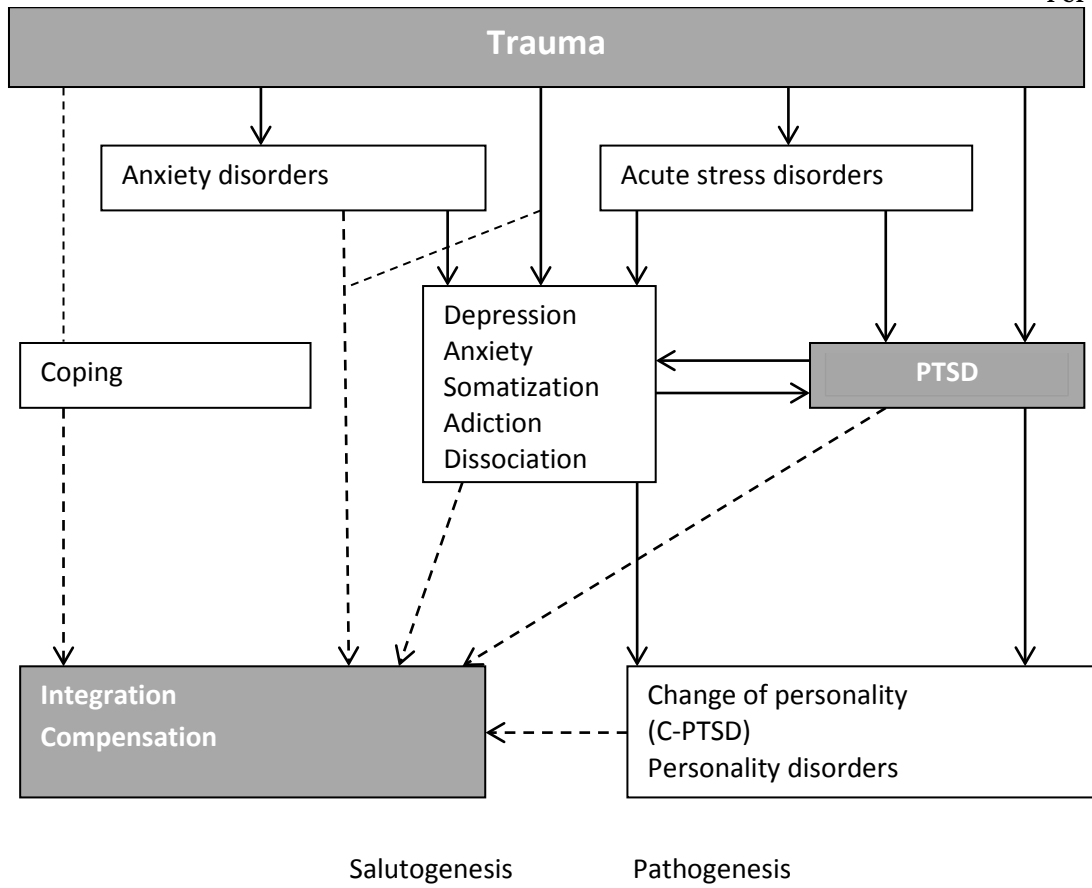 Trauma
Anxiety disorders
Acute stress disorders
Depression
Anxiety
Somatization
Adiction
Dissociation
Coping
PTSD
Integration
Compensation
Change of personality
(C-PTSD)
Personality disorders
Salutogenesis
Pathogenesis